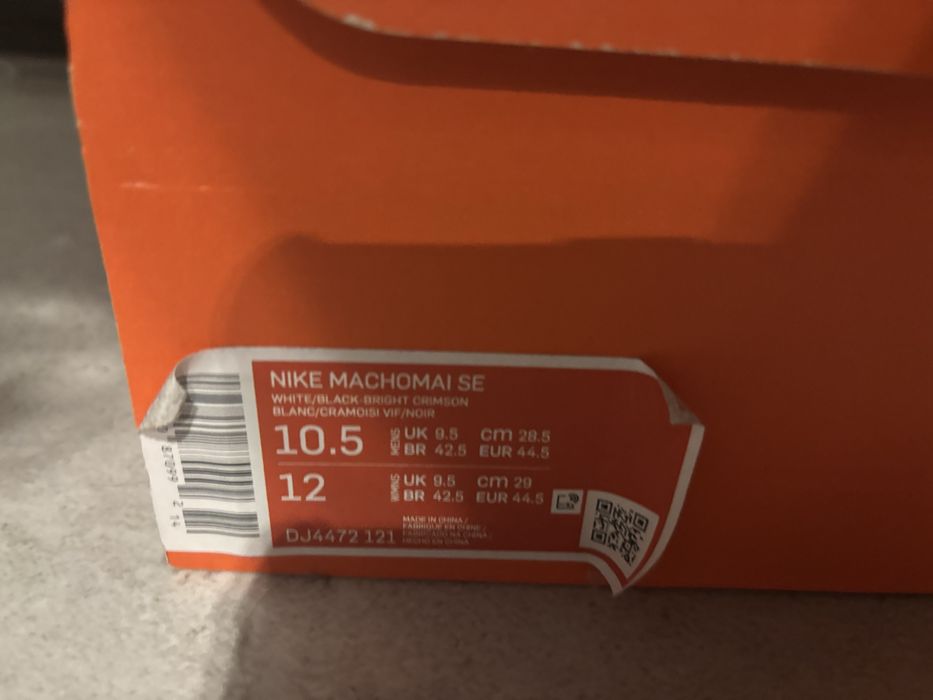 NIKE MACHOMAI SE
WHITE/BLACK-BRIGHT CRIMSON
BLANC/CRAMOISI VIF/NOIR
10.5 MENS UK 9.5 cm 28.5
BR 42.5 EUR 44.5
12 WMNS UK 9.5 cm 29
BR 42.5 EUR 44.5
DJ4472 121
MADE IN CHINA /
FABRIQUE EN CHINE /
FABRICADO NA CHINA /
HECHO EN CHINA